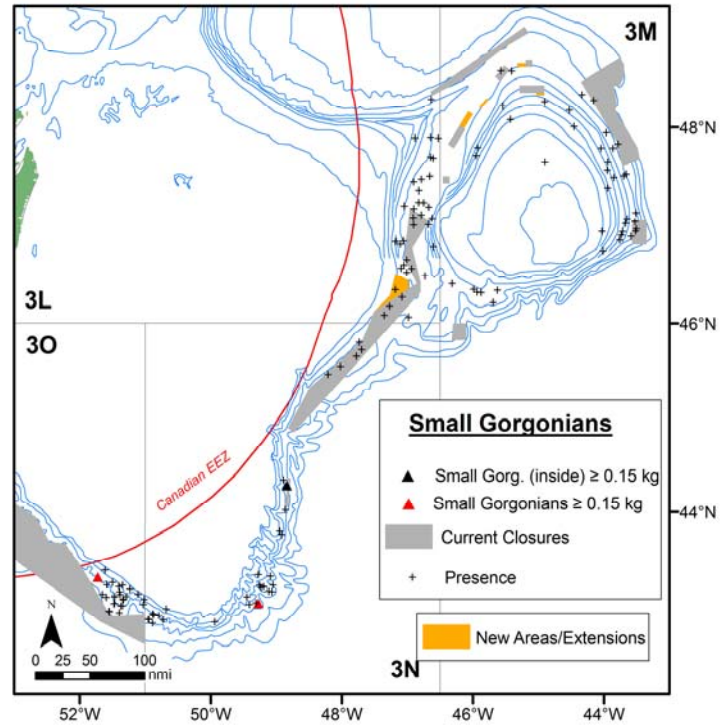 3M
48°N
3L
3O
46°N
Small Gorgonians
Small Gorg. (inside) ≥ 0.15 kg
Small Gorgonians ≥ 0.15 kg
Current Closures
Presence
New Areas/Extensions
Canadian EEZ
44°N
N
0 25 50 100
nmi
3N
52°W 50°W 48°W 46°W 44°W